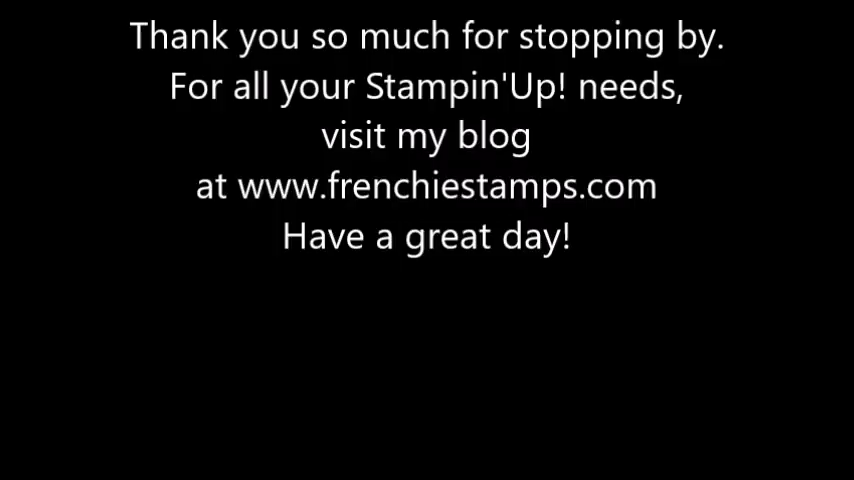 Thank you so much for stopping by.
For all your Stampin'Up! needs,
visit my blog
at www.frenchiestamps.com
Have a great day!